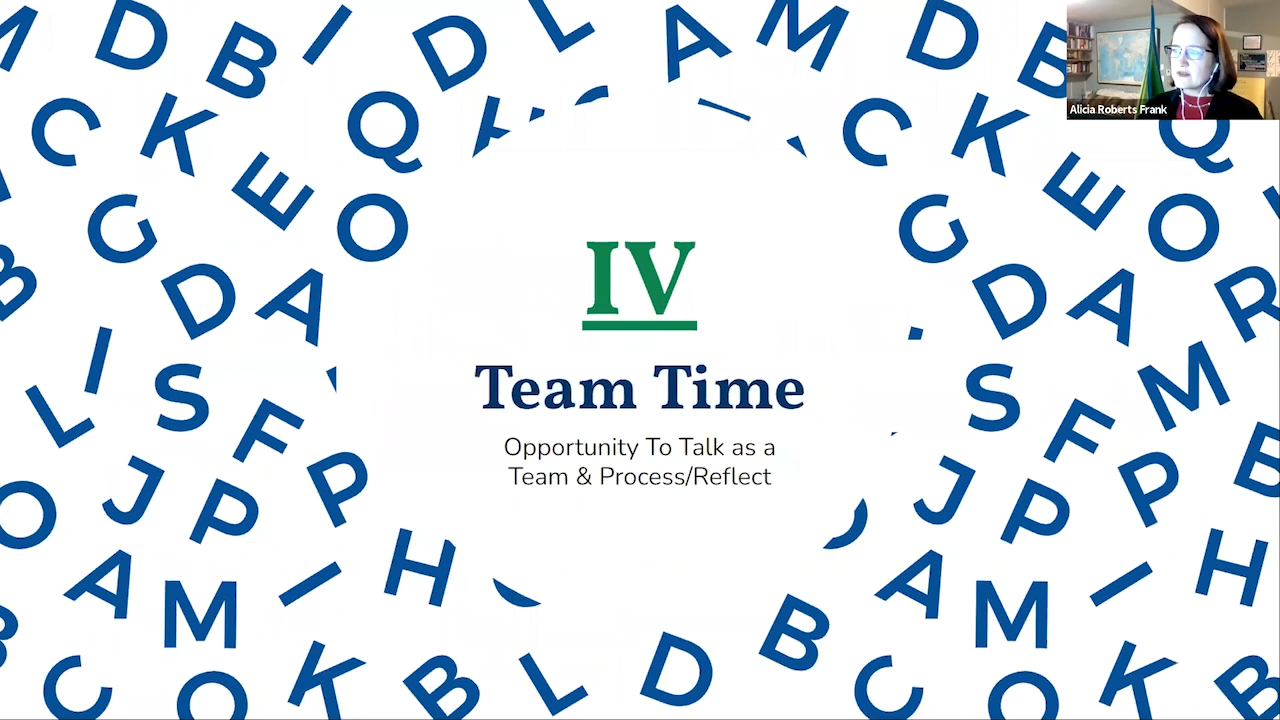 Alicia Roberts Frank
IV
Team Time
Opportunity To Talk as a
Team & Process/Reflect